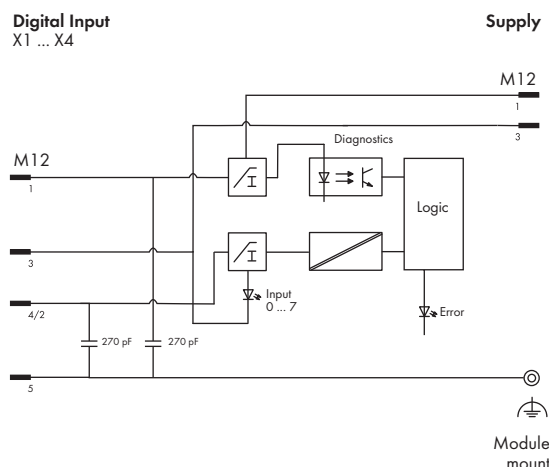 Digital Input
X1 ... X4
Supply
M12
1
3
Diagnostics
M12
1
I
Logic
3
I
Input
0 ... 7
4/2
Error
270 pF
270 pF
5
Module
mount